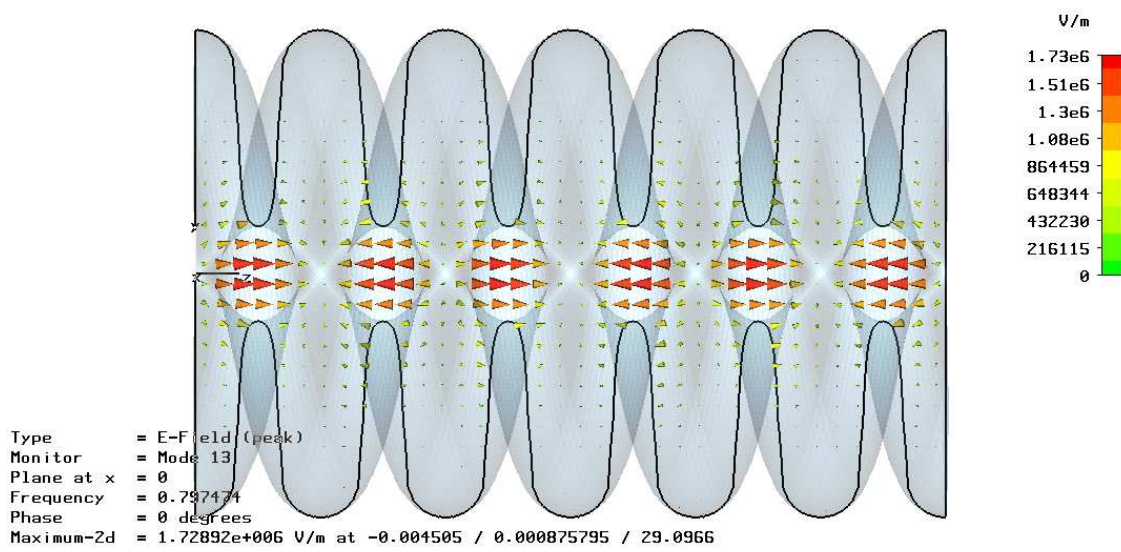 V/m
1.73e6
1.51e6
1.3e6
1.08e6
864459
648344
432230
216115
0
y
x z
Type = E-Field (peak)
Monitor = Mode 13
Plane at x = 0
Frequency = 0.797474
Phase = 0 degrees
Maximum-2d = 1.72892e+006 V/m at -0.004505 / 0.000875795 / 29.0966